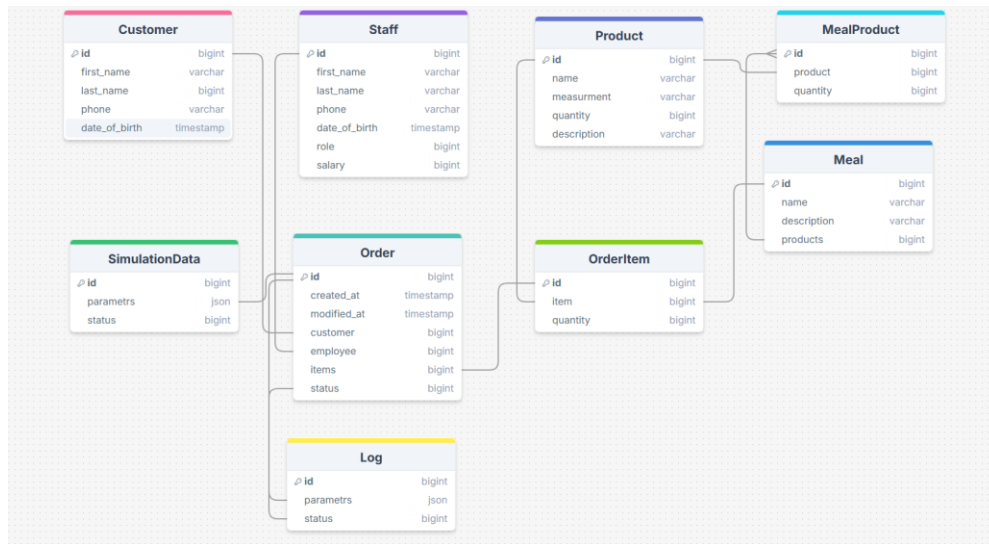 Customer
id bigint
first_name varchar
last_name bigint
phone varchar
date_of_birth timestamp
Staff
id bigint
first_name varchar
last_name varchar
phone varchar
date_of_birth timestamp
role bigint
salary bigint
Product
id bigint
name varchar
measurment varchar
quantity bigint
description varchar
MealProduct
id bigint
product bigint
quantity bigint
Meal
id bigint
name varchar
description varchar
products bigint
SimulationData
id bigint
parametrs json
status bigint
Order
id bigint
created_at timestamp
modified_at timestamp
customer bigint
employee bigint
items bigint
status bigint
OrderItem
id bigint
item bigint
quantity bigint
Log
id bigint
parametrs json
status bigint